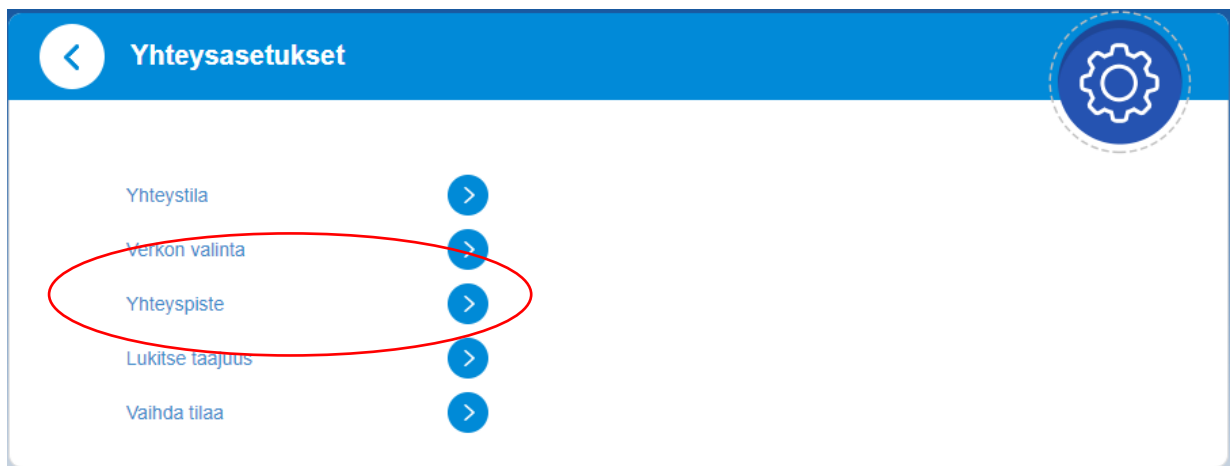 Yhteysasetukset
Yhteystila
Verkon valinta
Yhteyspiste
Lukitse taajuus
Vaihda tilaa